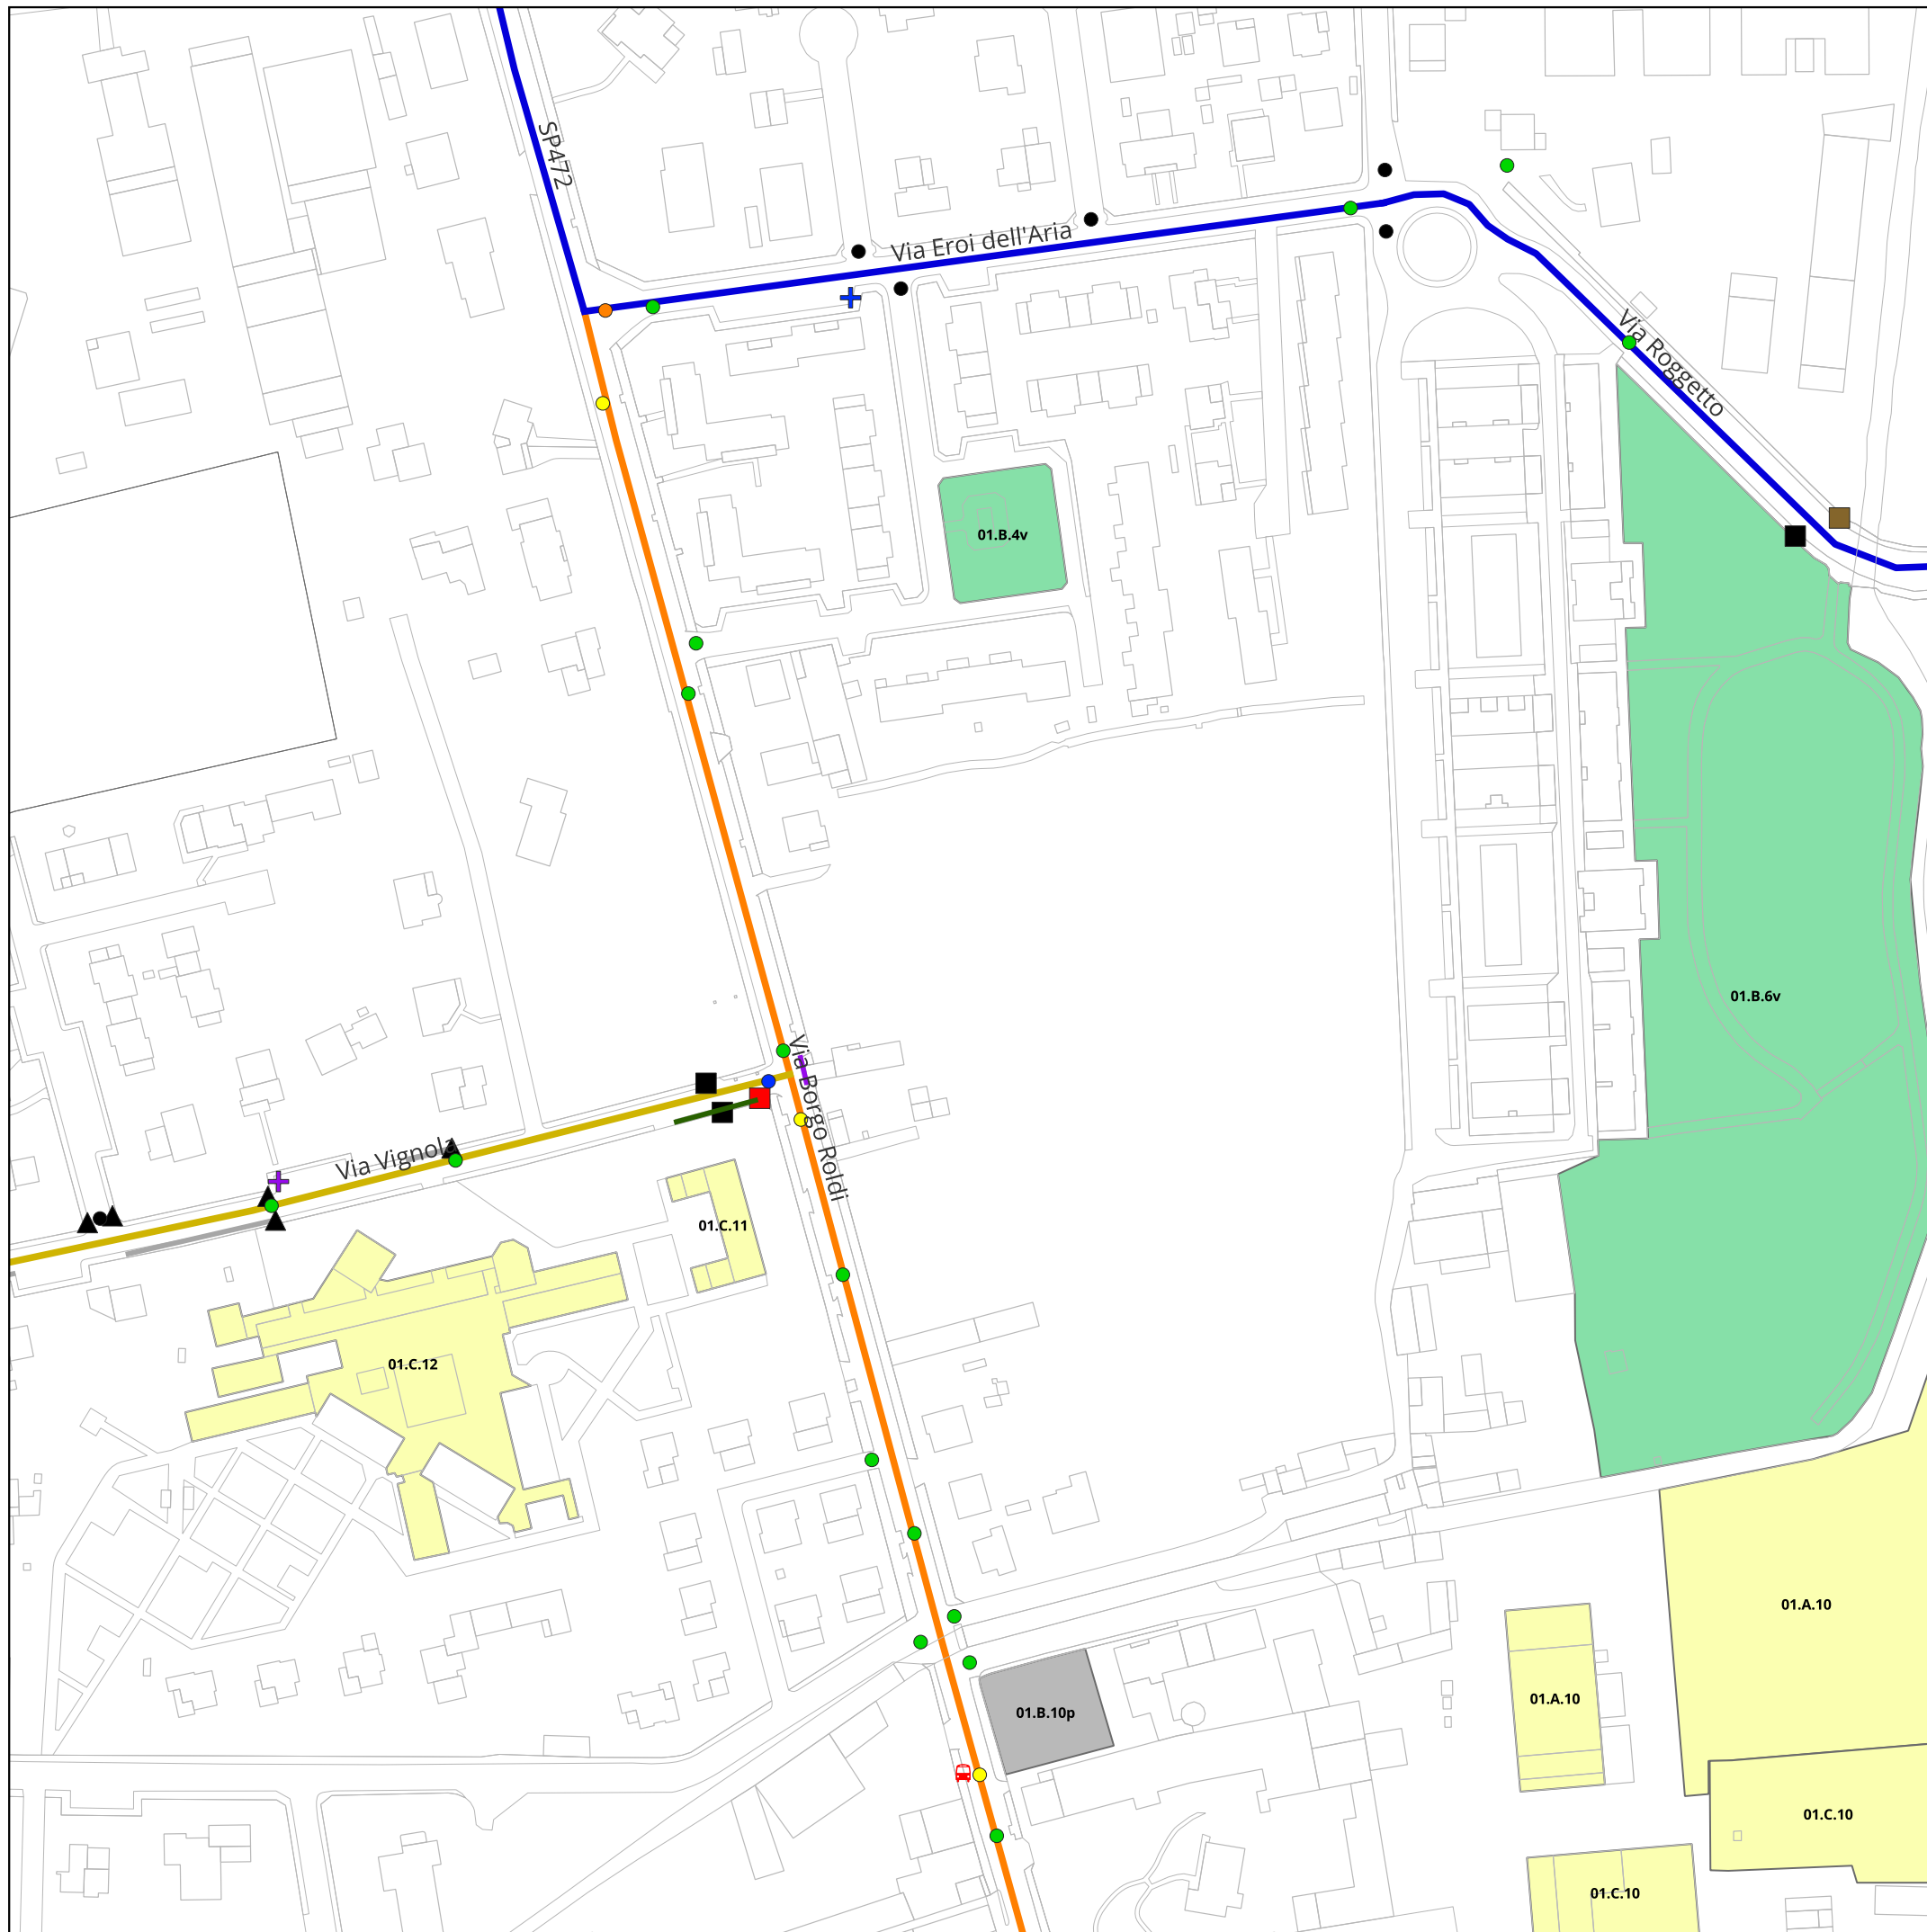 SP472
Via Eroi dell'Aria
Via Roggetto
01.B.4v
01.B.6v
Via Borgo Roldi
Via Vignola
01.C.11
01.C.12
01.A.10
01.A.10
01.B.10p
01.C.10
01.C.10